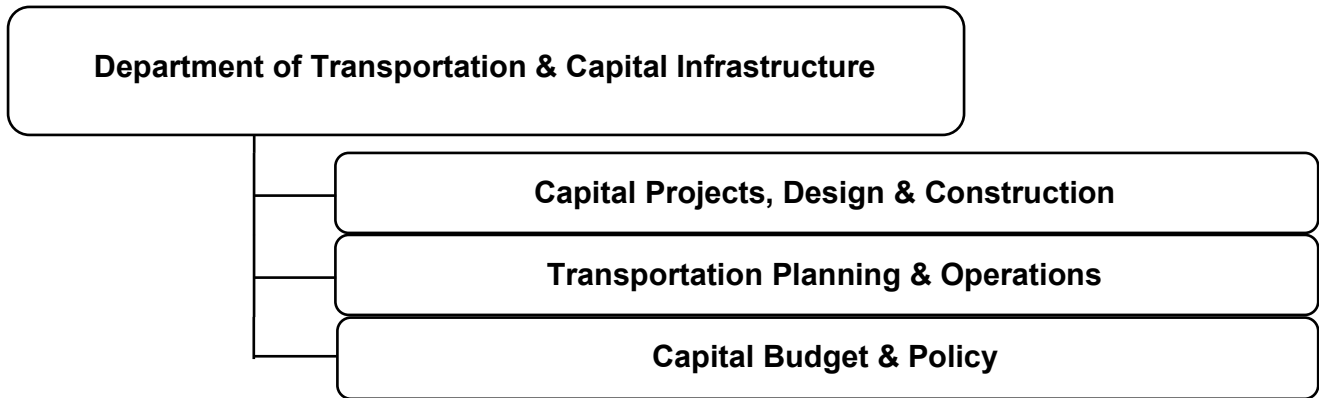 Department of Transportation & Capital Infrastructure
Capital Projects, Design & Construction
Transportation Planning & Operations
Capital Budget & Policy